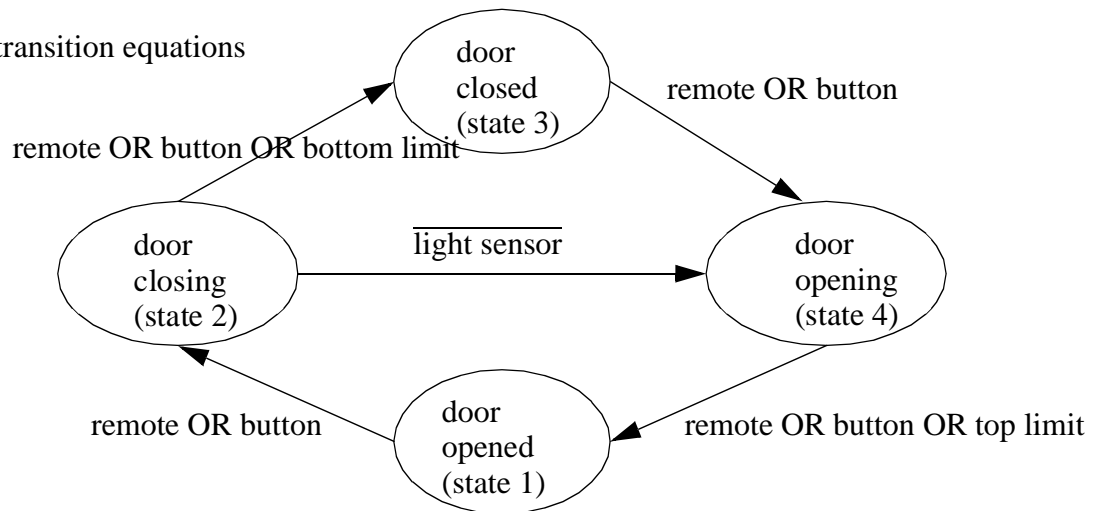 transition equations
door
closed
(state 3)
remote OR button
remote OR button OR bottom limit
light sensor
door
closing
(state 2)
door
opening
(state 4)
remote OR button
door
opened
(state 1)
remote OR button OR top limit